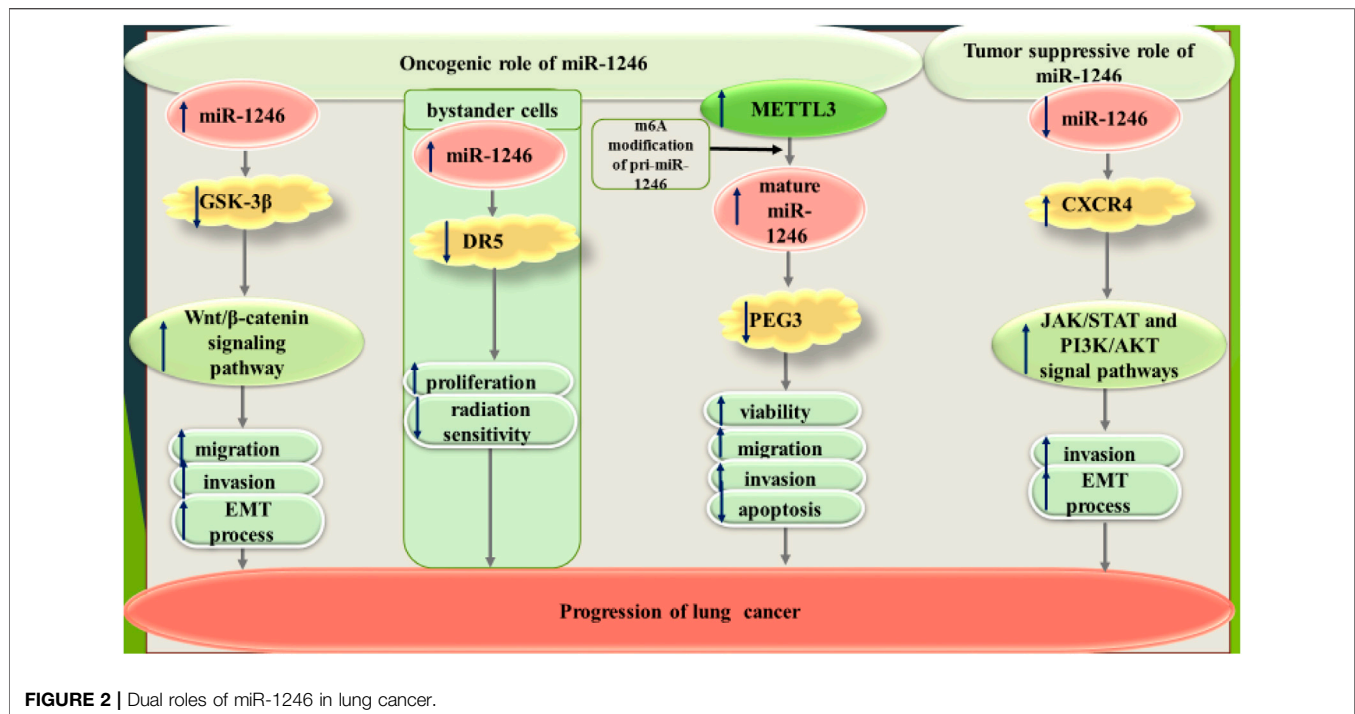 Oncogenic role of miR-1246
miR-1246
GSK-3β
Wnt/β-catenin
signaling
pathway
migration
invasion
EMT
process
bystander cells
miR-1246
DR5
proliferation
radiation
sensitivity
METTL3
m6A
modification
of pri-miR-
1246
mature
miR-
1246
PEG3
viability
migration
invasion
apoptosis
Tumor suppressive role of
miR-1246
miR-1246
CXCR4
JAK/STAT and
PI3K/AKT
signal pathways
invasion
EMT
process
Progression of lung cancer
FIGURE 2 | Dual roles of miR-1246 in lung cancer.